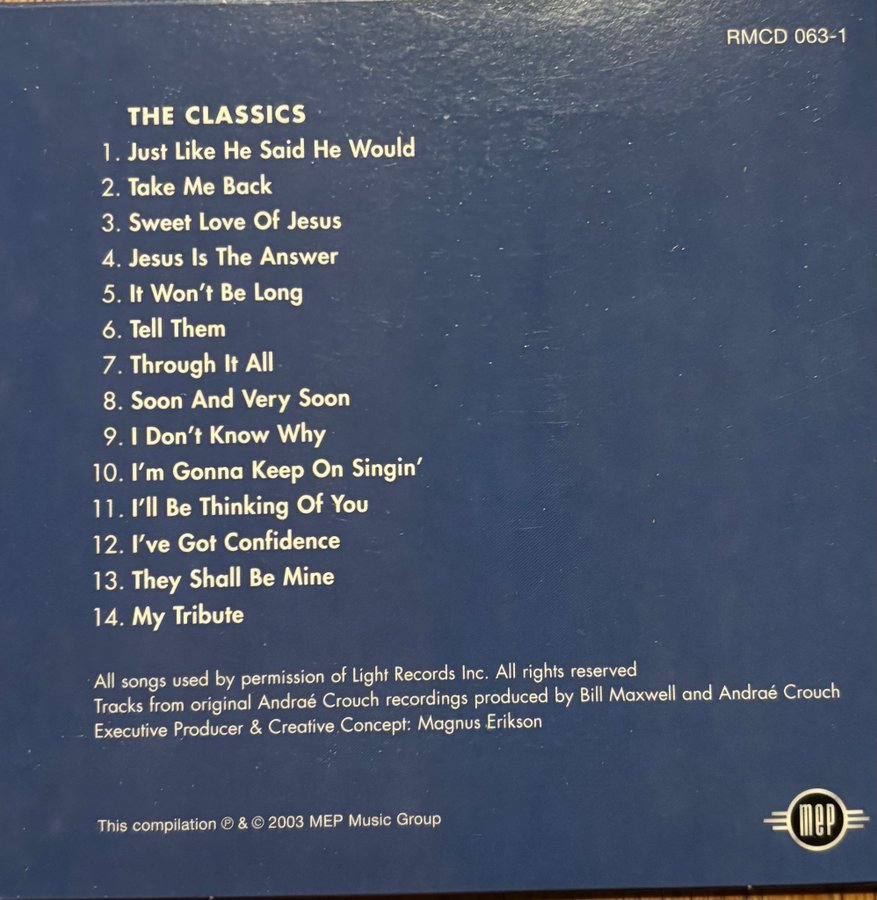 RMCD 063-1
THE CLASSICS
1. Just Like He Said He Would
2. Take Me Back
3. Sweet Love Of Jesus
4. Jesus Is The Answer
5. It Won't Be Long
6. Tell Them
7. Through It All
8. Soon And Very Soon
9. I Don't Know Why
10. I'm Gonna Keep On Singin'
11. I'll Be Thinking Of You
12. I've Got Confidence
13. They Shall Be Mine
14. My Tribute
All songs used by permission of Light Records Inc. All rights reserved
Tracks from original Andraé Crouch recordings produced by Bill Maxwell and Andraé Crouch
Executive Producer & Creative Concept: Magnus Erikson
This compilation ℗ & © 2003 MEP Music Group
mep